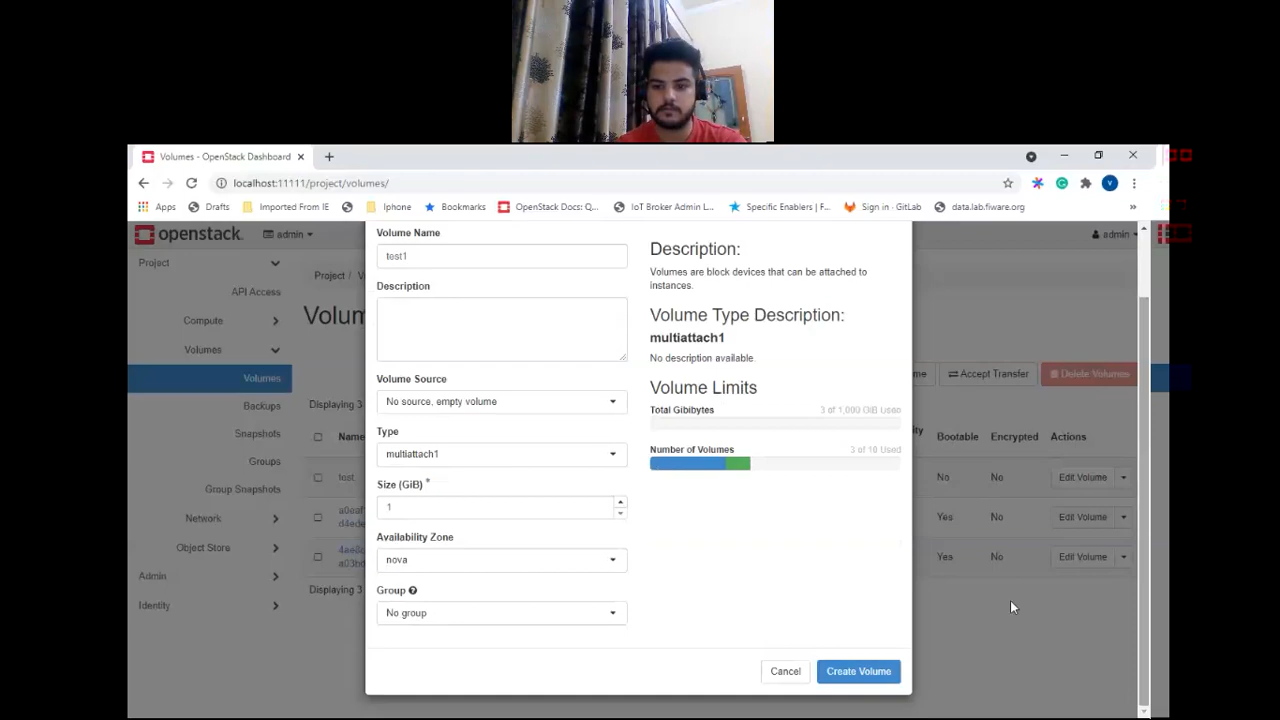 Volumes - OpenStack Dashboard
localhost:11111/project/volumes/
Apps Drafts Imported From IE Iphone Bookmarks OpenStack Docs: Q... IoT Broker Admin L... Specific Enablers | F... Sign in · GitLab data.lab.fiware.org »
openstack. admin admin
Project
API Access
Compute
Volumes
Volumes
Backups
Snapshots
Groups
Group Snapshots
Network
Object Store
Admin
Identity
Project / V
Volum
Accept Transfer Delete Volumes
Displaying 3
Name Bootable Encrypted Actions
test No No Edit Volume
Yes No Edit Volume
d4ede
Yes No Edit Volume
a03bd
Displaying 3
Volume Name
test1
Description
Volume Source
No source, empty volume
Type
multiattach1
Size (GiB) *
1
Availability Zone
nova
Group
No group
Description:
Volumes are block devices that can be attached to
instances.
Volume Type Description:
multiattach1
No description available.
Volume Limits
Total Gibibytes 3 of 1,000 GiB Used
Number of Volumes 3 of 10 Used
Cancel Create Volume